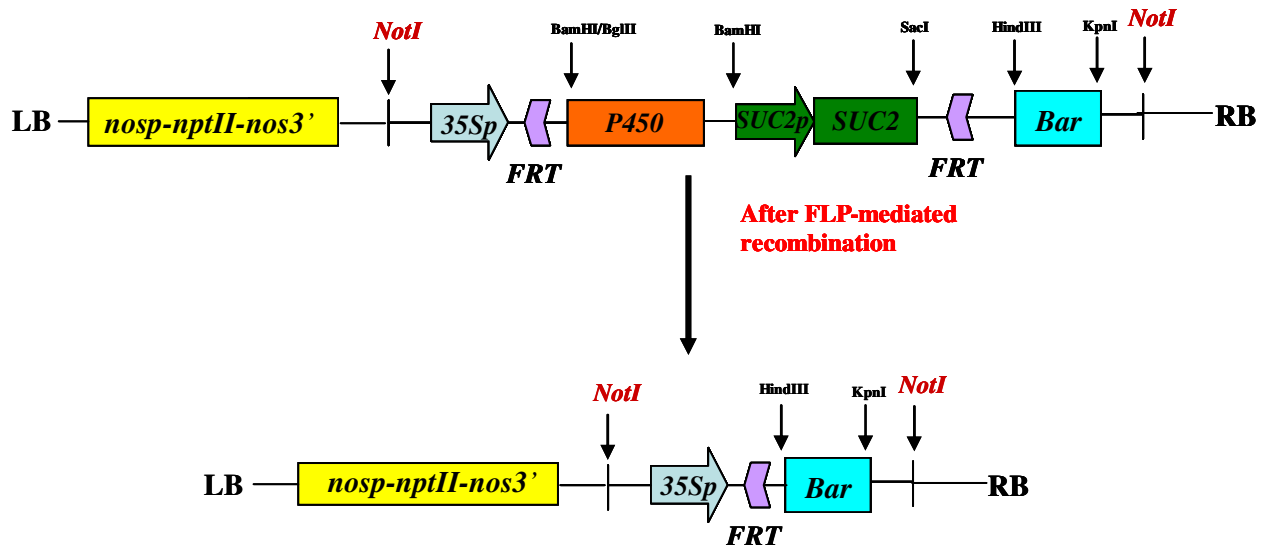 NotI
BamHI/BglII
BamHI
SacI
HindIII
KpnI
NotI
LB
nosp-nptII-nos3’
35Sp
P450
SUC2p
SUC2
Bar
RB
FRT
FRT
After FLP-mediated
recombination
NotI
HindIII
KpnI
NotI
LB
nosp-nptII-nos3’
35Sp
Bar
RB
FRT